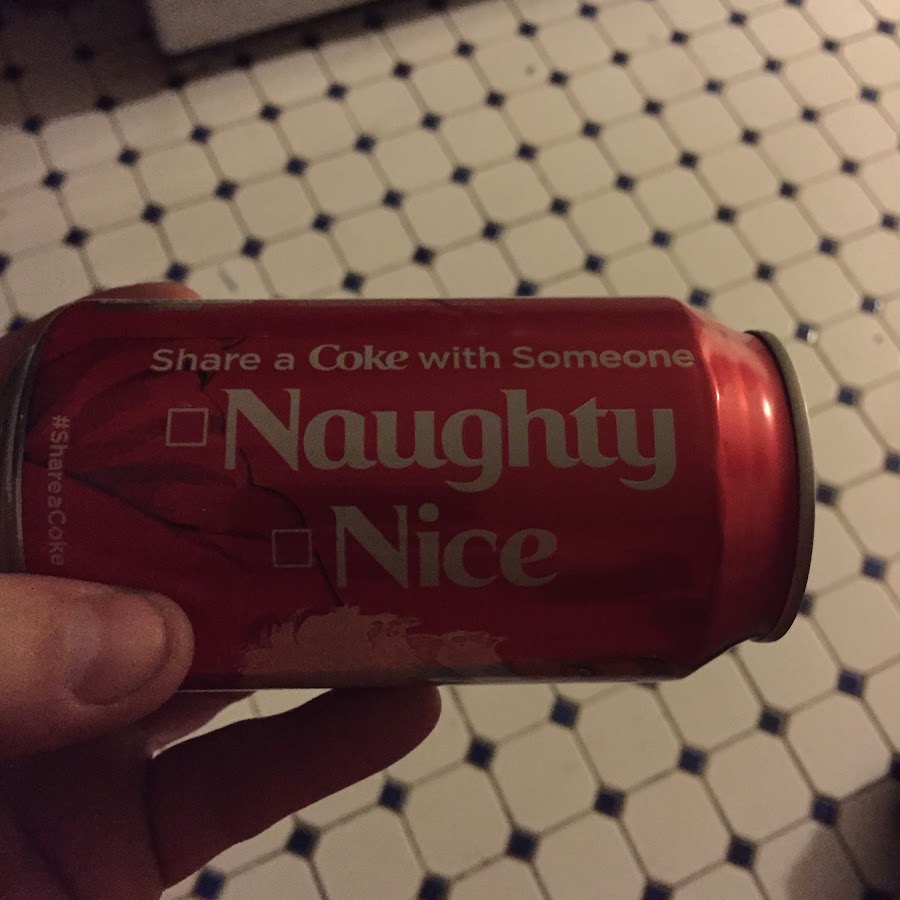 Share a Coke with Someone
Naughty
Nice
#ShareaCoke